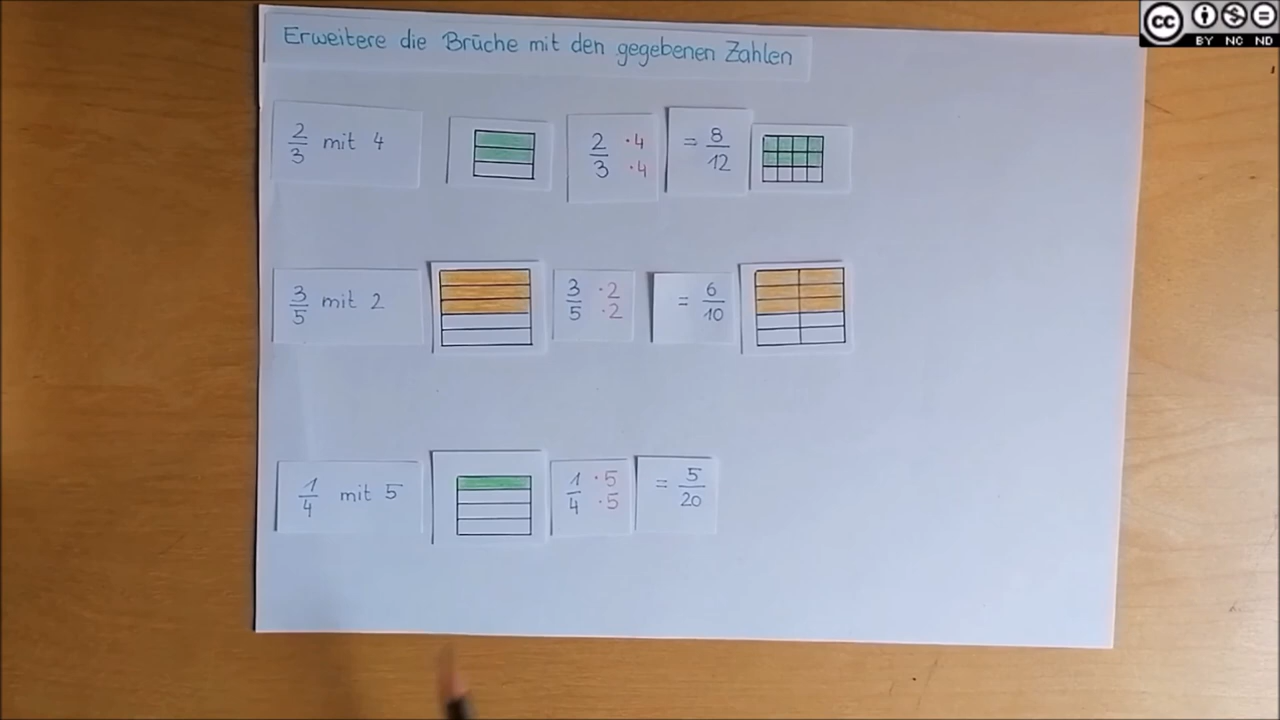 Erweitere die Brüche mit den gegebenen Zahlen
2/3 mit 4 2/3 ·4 ·4 = 8/12
3/5 mit 2 3/5 ·2 ·2 = 6/10
1/4 mit 5 1/4 ·5 ·5 = 5/20
cc
BY NC ND